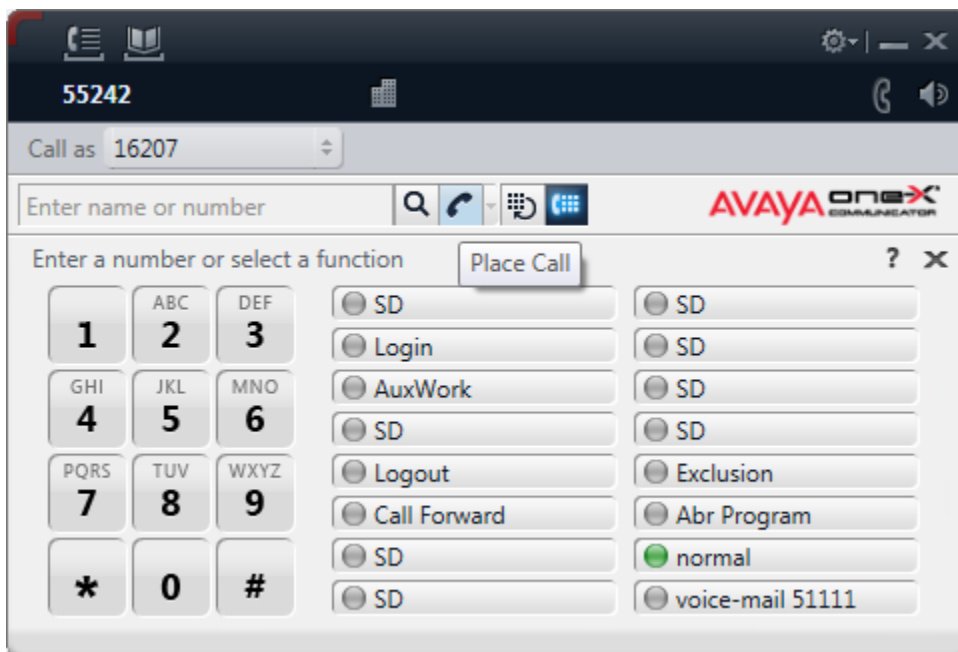 55242
Call as 16207
Enter name or number
AVAYA one-X COMMUNICATOR
Enter a number or select a function
Place Call
?
1
ABC 2
DEF 3
GHI 4
JKL 5
MNO 6
PQRS 7
TUV 8
WXYZ 9
*
0
#
SD
Login
AuxWork
SD
Logout
Call Forward
SD
SD
SD
SD
SD
SD
Exclusion
Abr Program
normal
voice-mail 51111